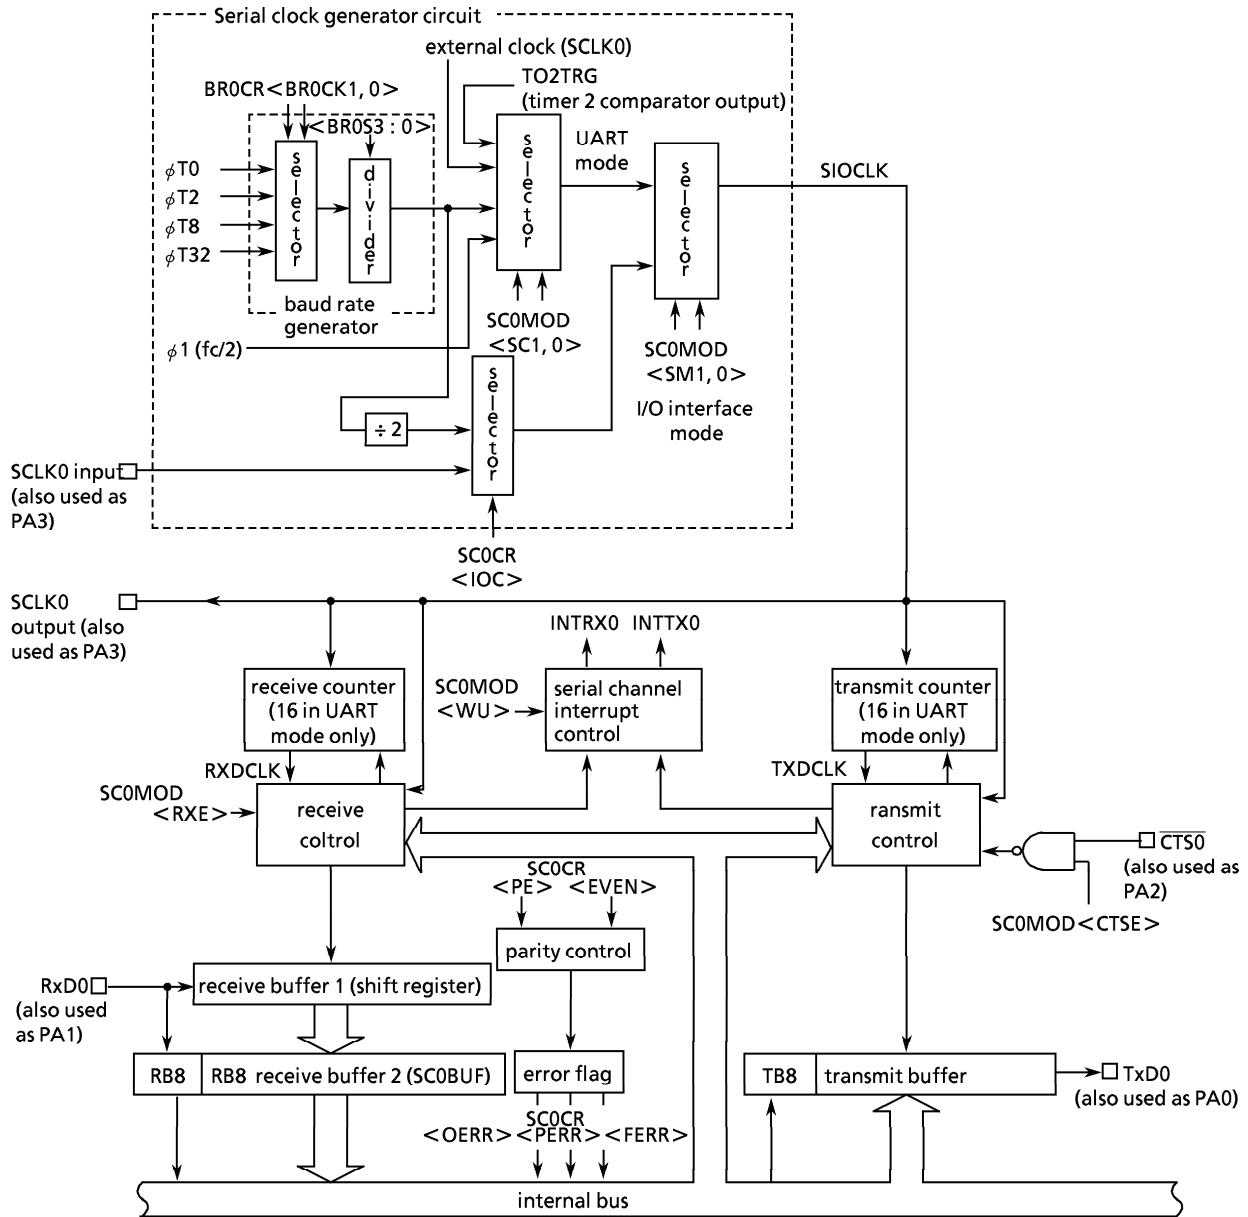 Serial clock generator circuit
external clock (SCLK0)
TO2TRG
(timer 2 comparator output)
BR0CR<BR0CK1, 0>
<BR0S3 : 0>
UART
mode
SIOCLK
ϕT0
ϕT2
ϕT8
ϕT32
selector
divider
selector
selector
baud rate
generator
SC0MOD
<SC1, 0>
SC0MOD
<SM1, 0>
ϕ1 (fc/2)
selector
÷ 2
I/O interface
mode
SCLK0 input
(also used as
PA3)
SC0CR
<IOC>
SCLK0
output (also
used as PA3)
INTRX0 INTTX0
receive counter
(16 in UART
mode only)
SC0MOD
<WU>
serial channel
interrupt
control
transmit counter
(16 in UART
mode only)
RXDCLK
TXDCLK
SC0MOD
<RXE>
receive
coltrol
ransmit
control
CTS0
(also used as
PA2)
SC0MOD<CTSE>
SC0CR
<PE> <EVEN>
parity control
RxD0
(also used
as PA1)
receive buffer 1 (shift register)
RB8
RB8 receive buffer 2 (SC0BUF)
error flag
TB8
transmit buffer
TxD0
(also used as PA0)
SC0CR
<OERR> <PERR> <FERR>
internal bus